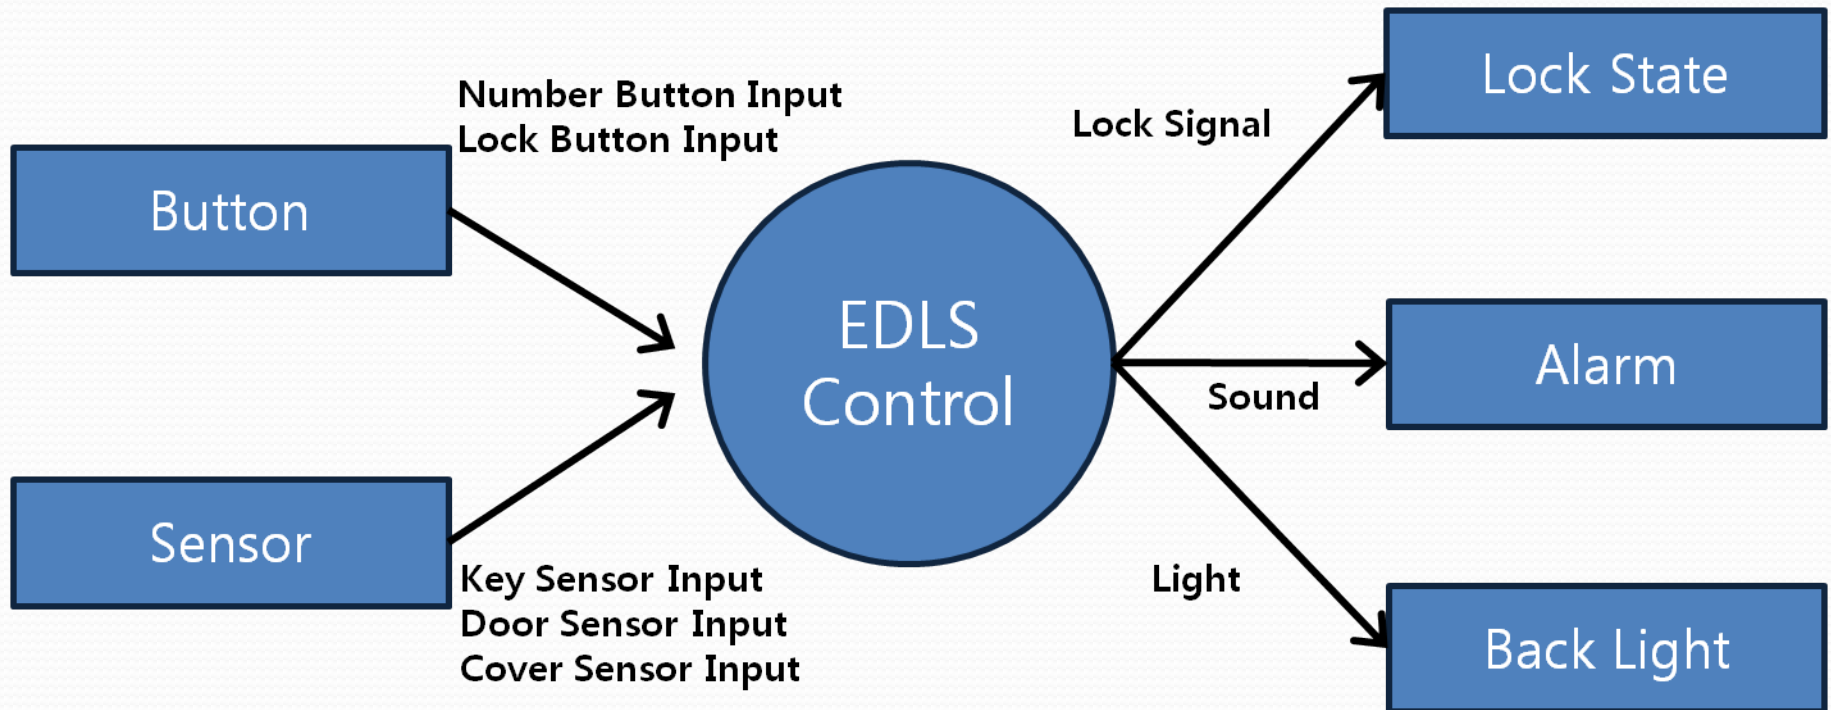 Number Button Input
Lock Button Input
Button
Sensor
Key Sensor Input
Door Sensor Input
Cover Sensor Input
EDLS
Control
Lock Signal
Sound
Light
Lock State
Alarm
Back Light